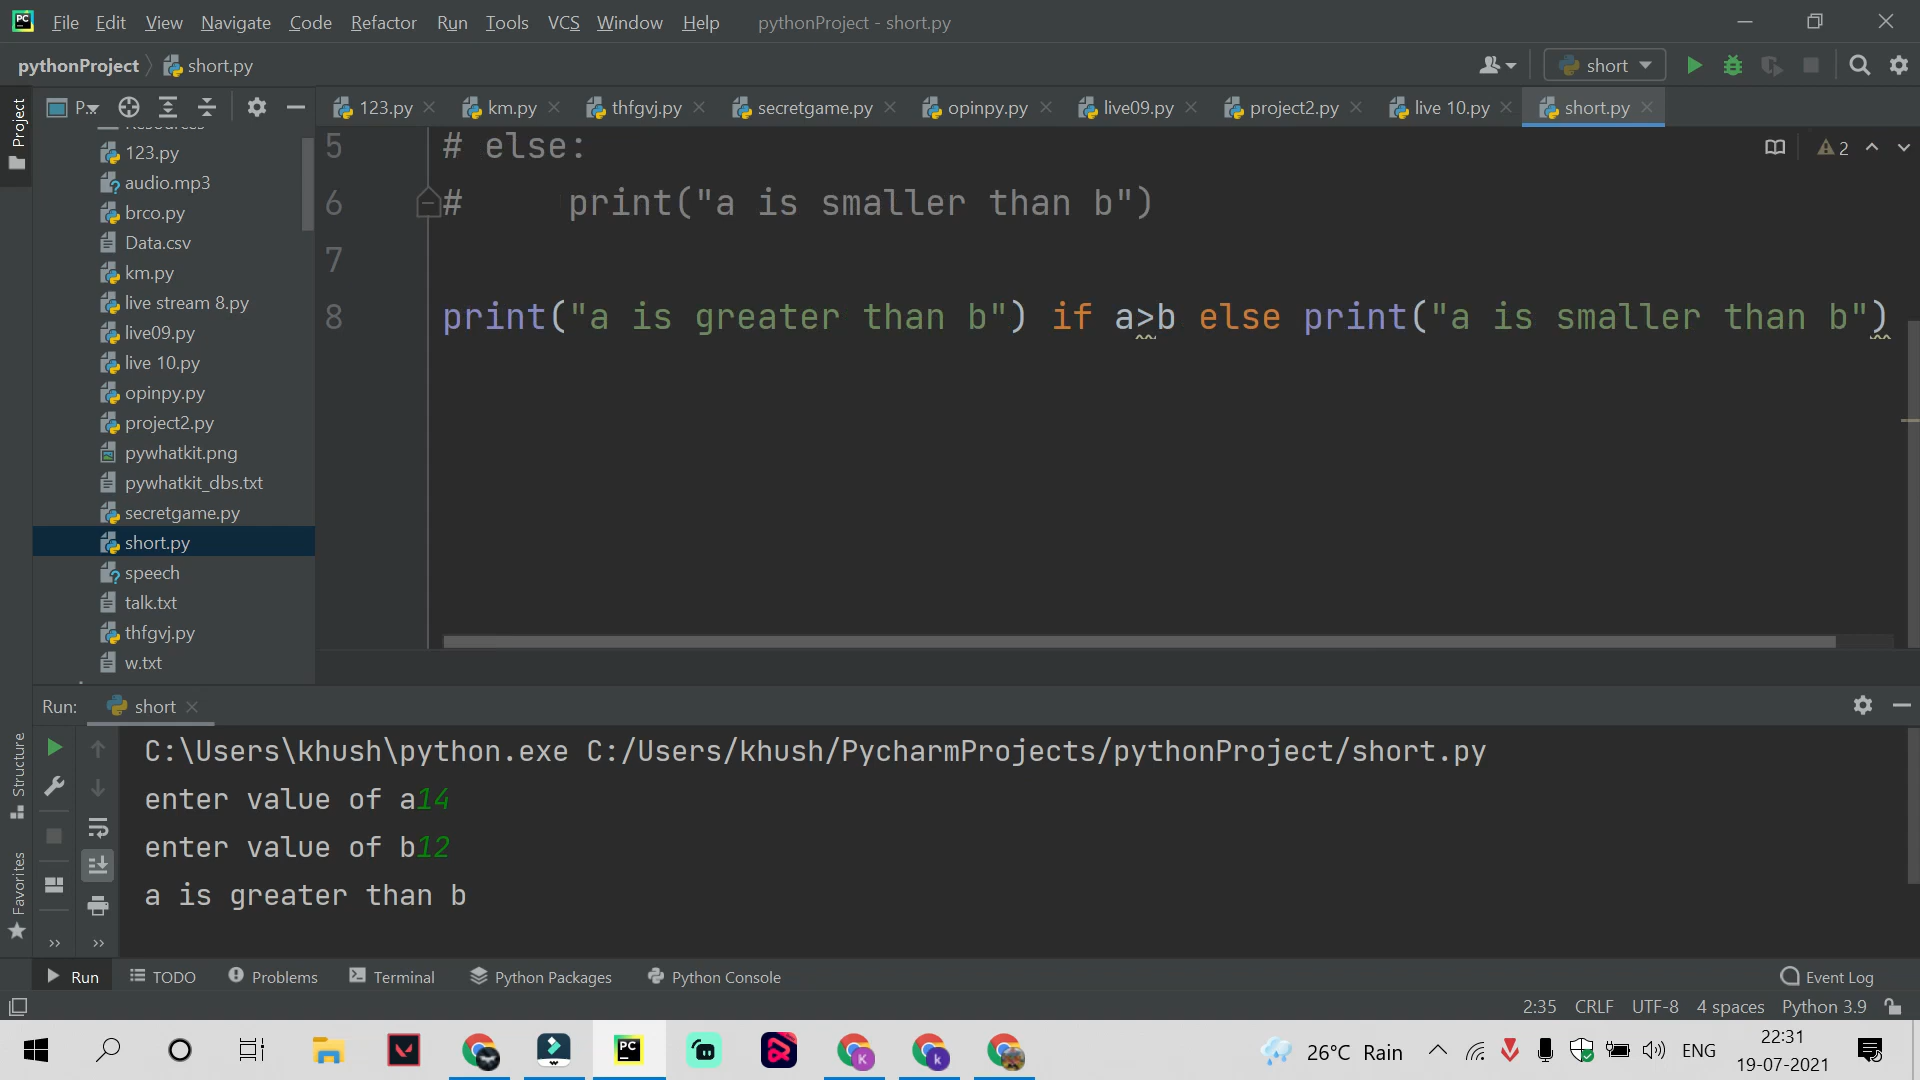 File Edit View Navigate Code Refactor Run Tools VCS Window Help pythonProject - short.py
pythonProject short.py short
Project
P...
123.py km.py thfgvj.py secretgame.py opinpy.py live09.py project2.py live 10.py short.py
Resources
123.py
audio.mp3
brco.py
Data.csv
km.py
live stream 8.py
live09.py
live 10.py
opinpy.py
project2.py
pywhatkit.png
pywhatkit_dbs.txt
secretgame.py
short.py
speech
talk.txt
thfgvj.py
w.txt
5 # else:
2
6 #     print("a is smaller than b")
7
8 print("a is greater than b") if a>b else print("a is smaller than b")
Run: short
Structure
Favorites
C:\Users\khush\python.exe C:/Users/khush/PycharmProjects/pythonProject/short.py
enter value of a14
enter value of b12
a is greater than b
Run TODO Problems Terminal Python Packages Python Console Event Log
2:35 CRLF UTF-8 4 spaces Python 3.9
PC K k 26°C Rain ENG 22:31
19-07-2021